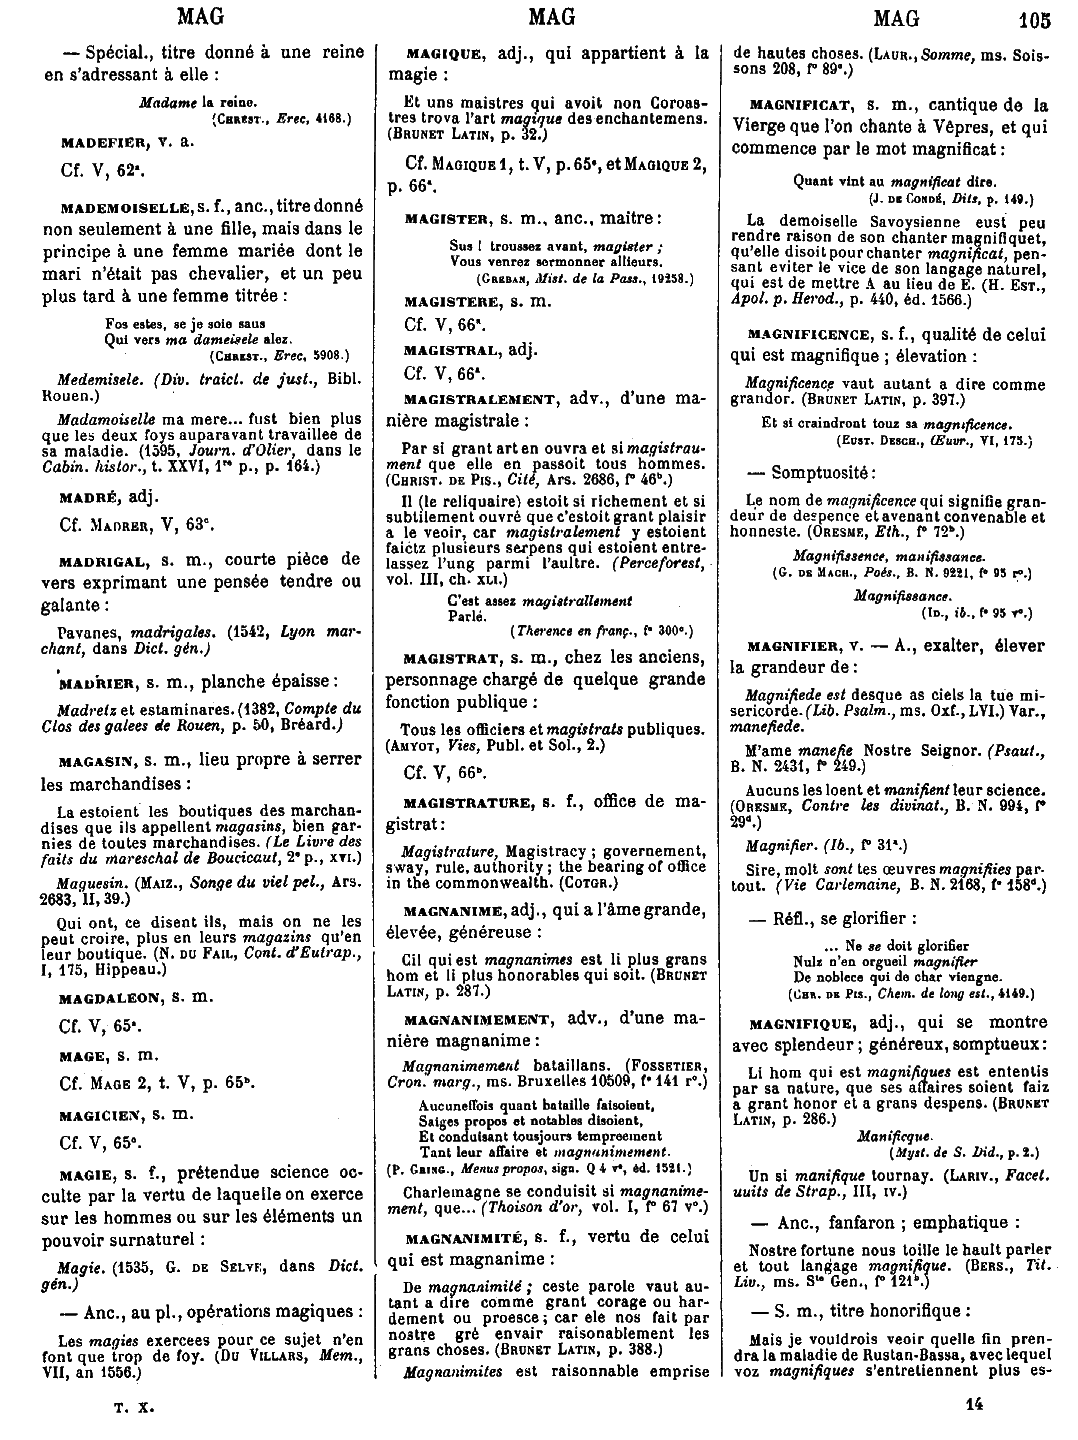 MAG
MAG
MAG 105
— Spécial., titre donné à une reine
en s'adressant à elle :
Madame la reine.
(Chrest., Erec, 4168.)
MADEFIER, v. a.
Cf. V, 62ª.
MADEMOISELLE, s. f., anc., titre donné
non seulement à une fille, mais dans le
principe à une femme mariée dont le
mari n'était pas chevalier, et un peu
plus tard à une femme titrée :
Fos estes, se je sole saus
Qui vers ma dameisele alez.
(Chrest., Erec, 5908.)
Medemisele. (Div. traict. de just., Bibl.
Rouen.)
Madamoiselle ma mere... fust bien plus
que les deux foys auparavant travaillee de
sa maladie. (1595, Journ. d'Olier, dans le
Cabin. histor., t. XXVI, 1re p., p. 164.)
MADRÉ, adj.
Cf. Madrer, V, 63c.
MADRIGAL, s. m., courte pièce de
vers exprimant une pensée tendre ou
galante :
Pavanes, madrigales. (1542, Lyon mar-
chant, dans Dict. gén.)
MADRIER, s. m., planche épaisse :
Madretz et estaminares. (1382, Compte du
Clos des galees de Rouen, p. 50, Bréard.)
MAGASIN, s. m., lieu propre à serrer
les marchandises :
La estoient les boutiques des marchan-
dises que ils appellent magasins, bien gar-
nies de toutes marchandises. (Le Livre des
faits du mareschal de Boucicaut, 2e p., xvi.)
Maguesin. (Maiz., Songe du viel pel., Ars.
2683, II, 39.)
Qui ont, ce disent ils, mais on ne les
peut croire, plus en leurs magazins qu'en
leur boutique. (N. du Fail, Cont. d'Eutrap.,
I, 175, Hippeau.)
MAGDALEON, s. m.
Cf. V, 65ª.
MAGE, s. m.
Cf. Mage 2, t. V, p. 65b.
MAGICIEN, s. m.
Cf. V, 65c.
MAGIE, s. f., prétendue science oc-
culte par la vertu de laquelle on exerce
sur les hommes ou sur les éléments un
pouvoir surnaturel :
Magie. (1535, G. de Selve, dans Dict.
gén.)
— Anc., au pl., opérations magiques :
Les magies exercees pour ce sujet n'en
font que trop de foy. (Du Villars, Mem.,
VII, an 1556.)
T. X.
MAGIQUE, adj., qui appartient à la
magie :
Et uns maistres qui avoit non Coroas-
tres trova l'art magique des enchantemens.
(Brunet Latin, p. 32.)
Cf. Magique 1, t. V, p. 65c, et Magique 2,
p. 66ª.
MAGISTER, s. m., anc., maitre :
Sus ! troussez avant, magister ;
Vous venrez sermonner allieurs.
(Greban, Mist. de la Pass., 19258.)
MAGISTERE, s. m.
Cf. V, 66ª.
MAGISTRAL, adj.
Cf. V, 66ª.
MAGISTRALEMENT, adv., d'une ma-
nière magistrale :
Par si grant art en ouvra et si magistrau-
ment que elle en passoit tous hommes.
(Christ. de Pis., Cité, Ars. 2686, fº 46b.)
Il (le reliquaire) estoit si richement et si
subtilement ouvré que c'estoit grant plaisir
a le veoir, car magistralement y estoient
faictz plusieurs serpens qui estoient entre-
lassez l'ung parmi l'aultre. (Perceforest,
vol. III, ch. xli.)
C'est assez magistrallement
Parlé.
(Therence en franç., fº 300c.)
MAGISTRAT, s. m., chez les anciens,
personnage chargé de quelque grande
fonction publique :
Tous les officiers et magistrats publiques.
(Amyot, Vies, Publ. et Sol., 2.)
Cf. V, 66b.
MAGISTRATURE, s. f., office de ma-
gistrat :
Magistrature, Magistracy ; governement,
sway, rule, authority ; the bearing of office
in the commonwealth. (Cotgr.)
MAGNANIME, adj., qui a l'âme grande,
élevée, généreuse :
Cil qui est magnanimes est li plus grans
hom et li plus honorables qui soit. (Brunet
Latin, p. 287.)
MAGNANIMEMENT, adv., d'une ma-
nière magnanime :
Magnanimement bataillans. (Fossetier,
Cron. marg., ms. Bruxelles 10509, fº 141 rº.)
Aucuneffois quant bataille faisoient,
Saiges propos et notables disoient,
Et conduisant tousjours tempreement
Tant leur affaire et magnanimement.
(P. Gring., Menus propos, sign. Q 4 vº, éd. 1521.)
Charlemagne se conduisit si magnanime-
ment, que... (Thoison d'or, vol. I, fº 67 vº.)
MAGNANIMITÉ, s. f., vertu de celui
qui est magnanime :
De magnanimité ; ceste parole vaut au-
tant a dire comme grant corage ou har-
dement ou proesce ; car ele nos fait par
nostre gré envair raisonablement les
grans choses. (Brunet Latin, p. 388.)
Magnanimites est raisonnable emprise
de hautes choses. (Laur., Somme, ms. Sois-
sons 208, fº 89ª.)
MAGNIFICAT, s. m., cantique de la
Vierge que l'on chante à Vêpres, et qui
commence par le mot magnificat :
Quant vint au magnificat dire.
(J. de Condé, Dits, p. 149.)
La demoiselle Savoysienne eust peu
rendre raison de son chanter magnifiquet,
qu'elle disoit pour chanter magnificat, pen-
sant eviter le vice de son langage naturel,
qui est de mettre A au lieu de E. (H. Est.,
Apol. p. Herod., p. 440, éd. 1566.)
MAGNIFICENCE, s. f., qualité de celui
qui est magnifique ; élevation :
Magnificence vaut autant a dire comme
grandor. (Brunet Latin, p. 397.)
Et si craindront touz sa magnificence.
(Eust. Desch., Œuvr., VI, 175.)
— Somptuosité :
Le nom de magnificence qui signifie gran-
deur de despence et avenant convenable et
honneste. (Oresme, Eth., fº 72b.)
Magnifissence, manifissance.
(G. de Mach., Poés., B. N. 9221, fº 95 rº.)
Magnifissance.
(Id., ib., fº 95 vº.)
MAGNIFIER, v. — A., exalter, élever
la grandeur de :
Magnifiede est desque as ciels la tue mi-
sericorde. (Lib. Psalm., ms. Oxf., LVI.) Var.,
manefiede.
M'ame manefie Nostre Seignor. (Psaut.,
B. N. 2431, fº 249.)
Aucuns les loent et manifient leur science.
(Oresme, Contre les divinat., B. N. 994, fº
29d.)
Magnifier. (Ib., fº 31ª.)
Sire, molt sont tes œuvres magnifiies par-
tout. (Vie Carlemaine, B. N. 2168, fº 158d.)
— Réfl., se glorifier :
... Ne se doit glorifier
Nulz n'en orgueil magnifier
De noblece qui de char viengne.
(Chr. de Pis., Chem. de long est., 4149.)
MAGNIFIQUE, adj., qui se montre
avec splendeur ; généreux, somptueux :
Li hom qui est magnifiques est ententis
par sa nature, que ses affaires soient faiz
a grant honor et a grans despens. (Brunet
Latin, p. 286.)
Manificque.
(Myst. de S. Did., p. 2.)
Un si manifique tournay. (Lariv., Facet.
nuits de Strap., III, iv.)
— Anc., fanfaron ; emphatique :
Nostre fortune nous toille le hault parler
et tout langage magnifique. (Bers., Tit.
Liv., ms. Ste Gen., fº 121b.)
— S. m., titre honorifique :
Mais je vouldrois veoir quelle fin pren-
dra la maladie de Rustan-Bassa, avec lequel
voz magnifiques s'entretiennent plus es-
14